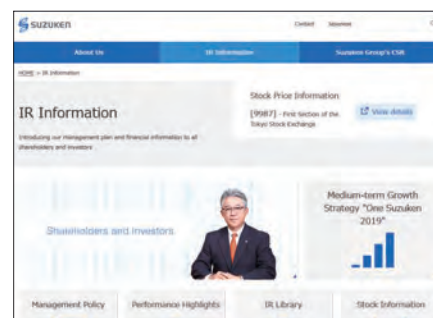 SUZUKEN
Contact
About Us
IR Information
Suzuken Group's CSR
HOME > IR Information
IR Information
Introducing our management plan and financial information to all
shareholders and investors
Stock Price Information
[9987] - First Section of the
Tokyo Stock Exchange
View details
Shareholders and investors
Medium-term Growth
Strategy "One Suzuken
2019"
Management Policy
Performance Highlights
IR Library
Stock Information